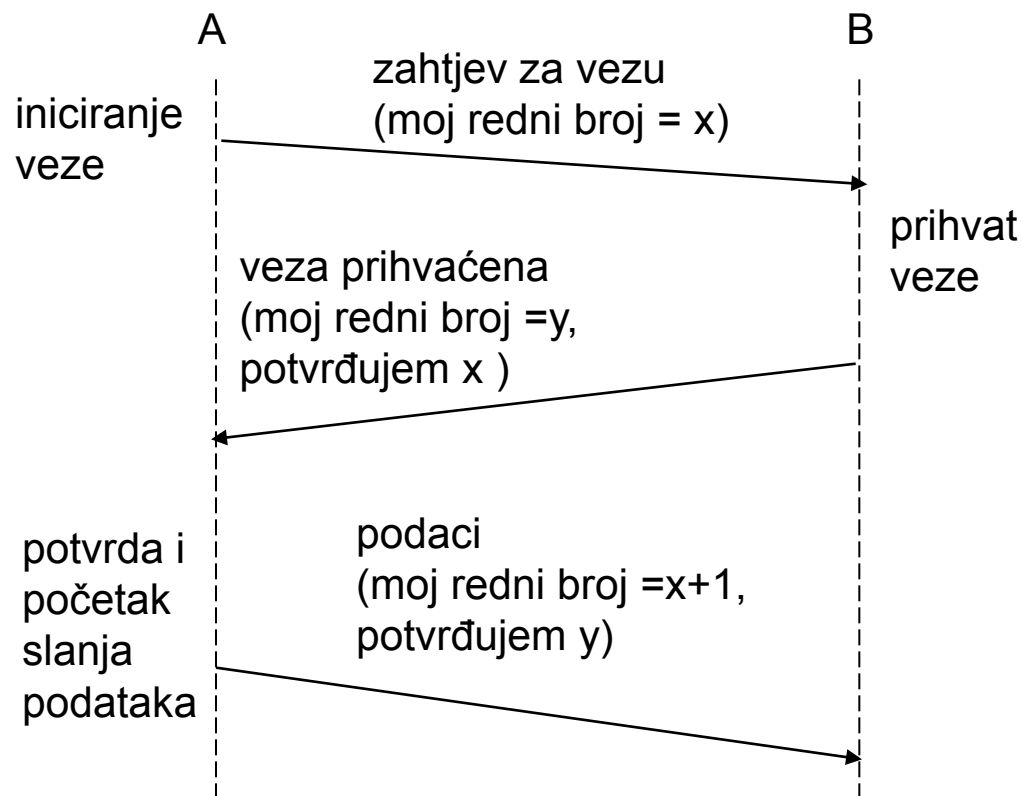 A
B
zahtjev za vezu
(moj redni broj = x)
iniciranje
veze
prihvat
veze
veza prihvaćena
(moj redni broj =y,
potvrđujem x )
podaci
(moj redni broj =x+1,
potvrđujem y)
potvrda i
početak
slanja
podataka